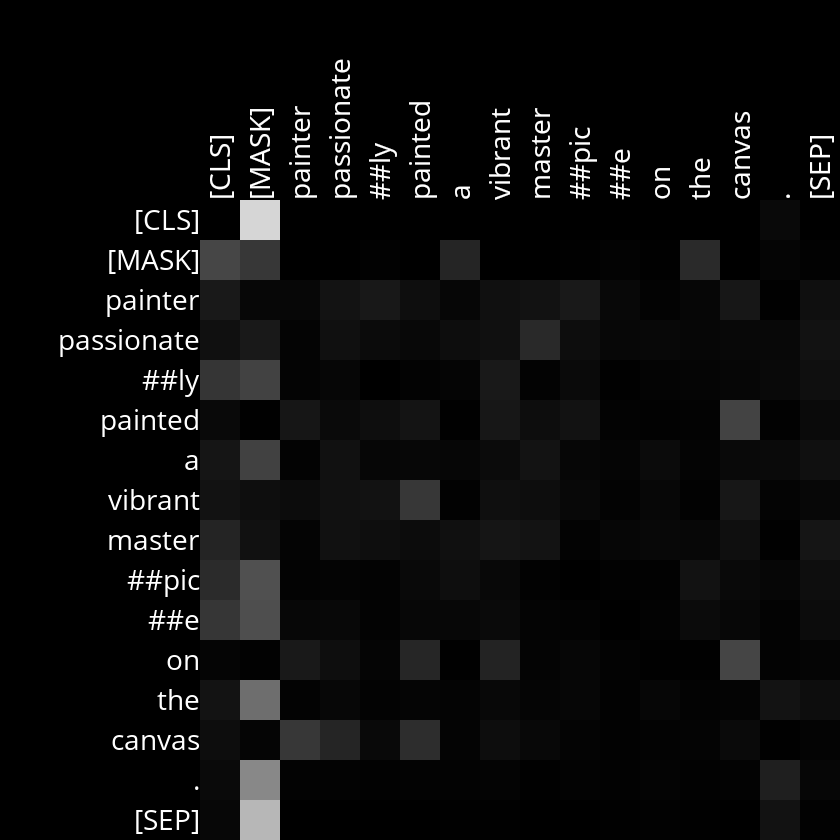 [CLS] [MASK] painter passionate ##ly painted a vibrant master ##pic ##e on the canvas . [SEP]
[CLS]
[MASK]
painter
passionate
##ly
painted
a
vibrant
master
##pic
##e
on
the
canvas
.
[SEP]